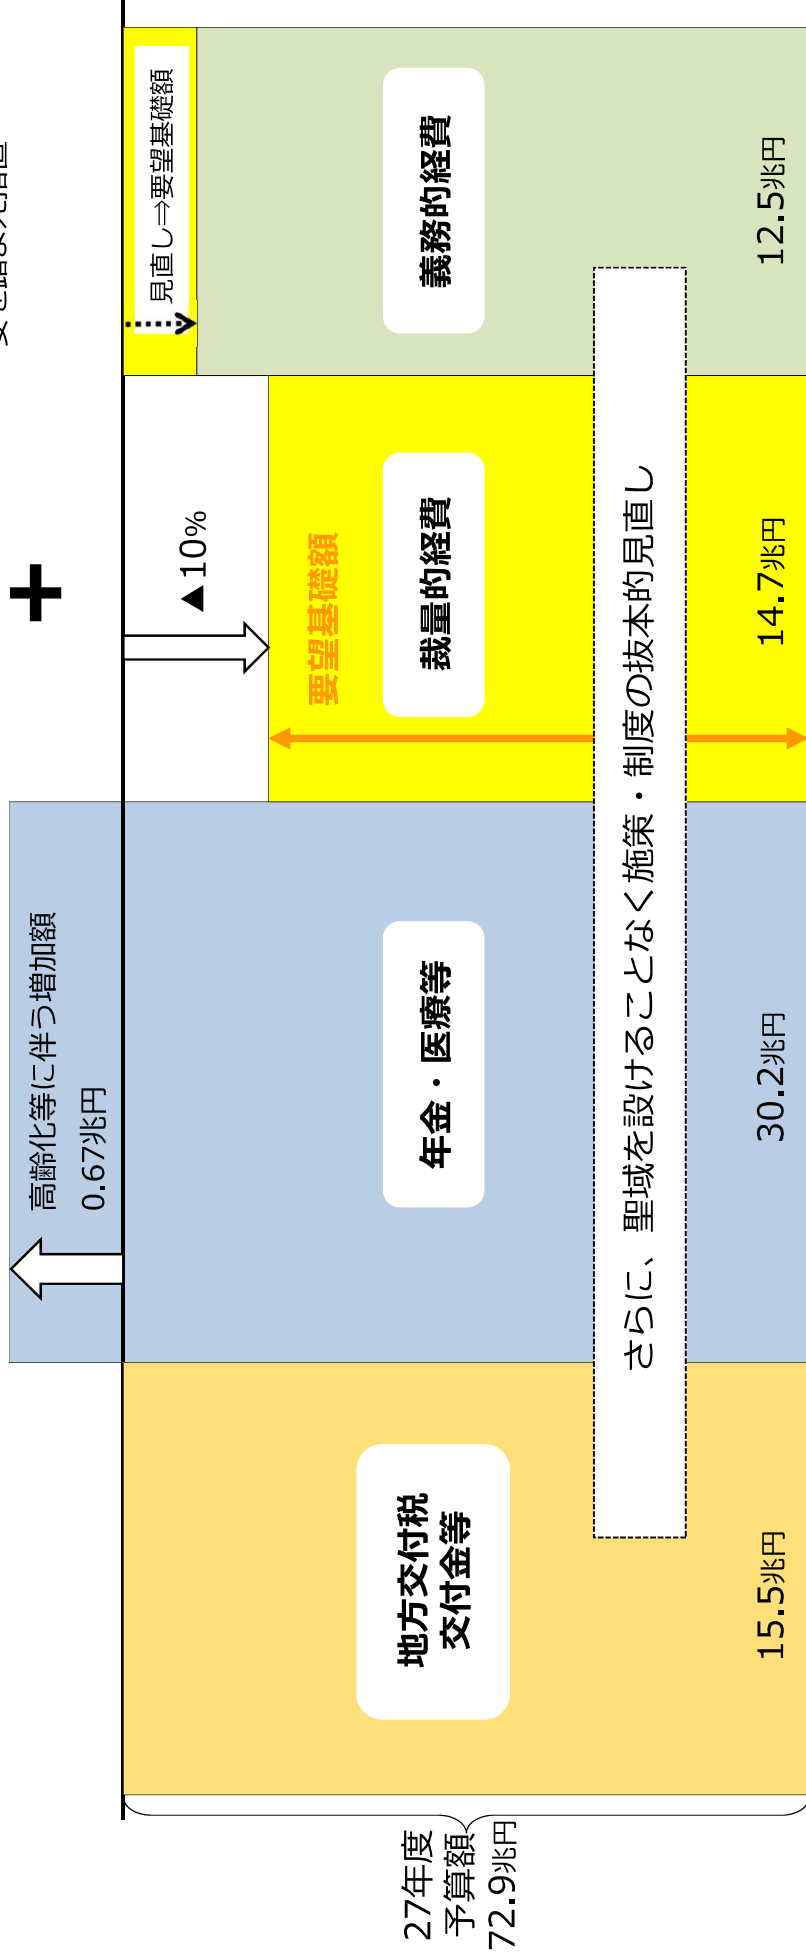 高齢化等に伴う増加額
0.67兆円
+
▲10%
見直し⇒要望基礎額
要望基礎額
27年度
予算額
72.9兆円
地方交付税
交付金等
年金・医療等
裁量的経費
義務的経費
さらに、聖域を設けることなく施策・制度の抜本的見直し
15.5兆円
30.2兆円
14.7兆円
12.5兆円